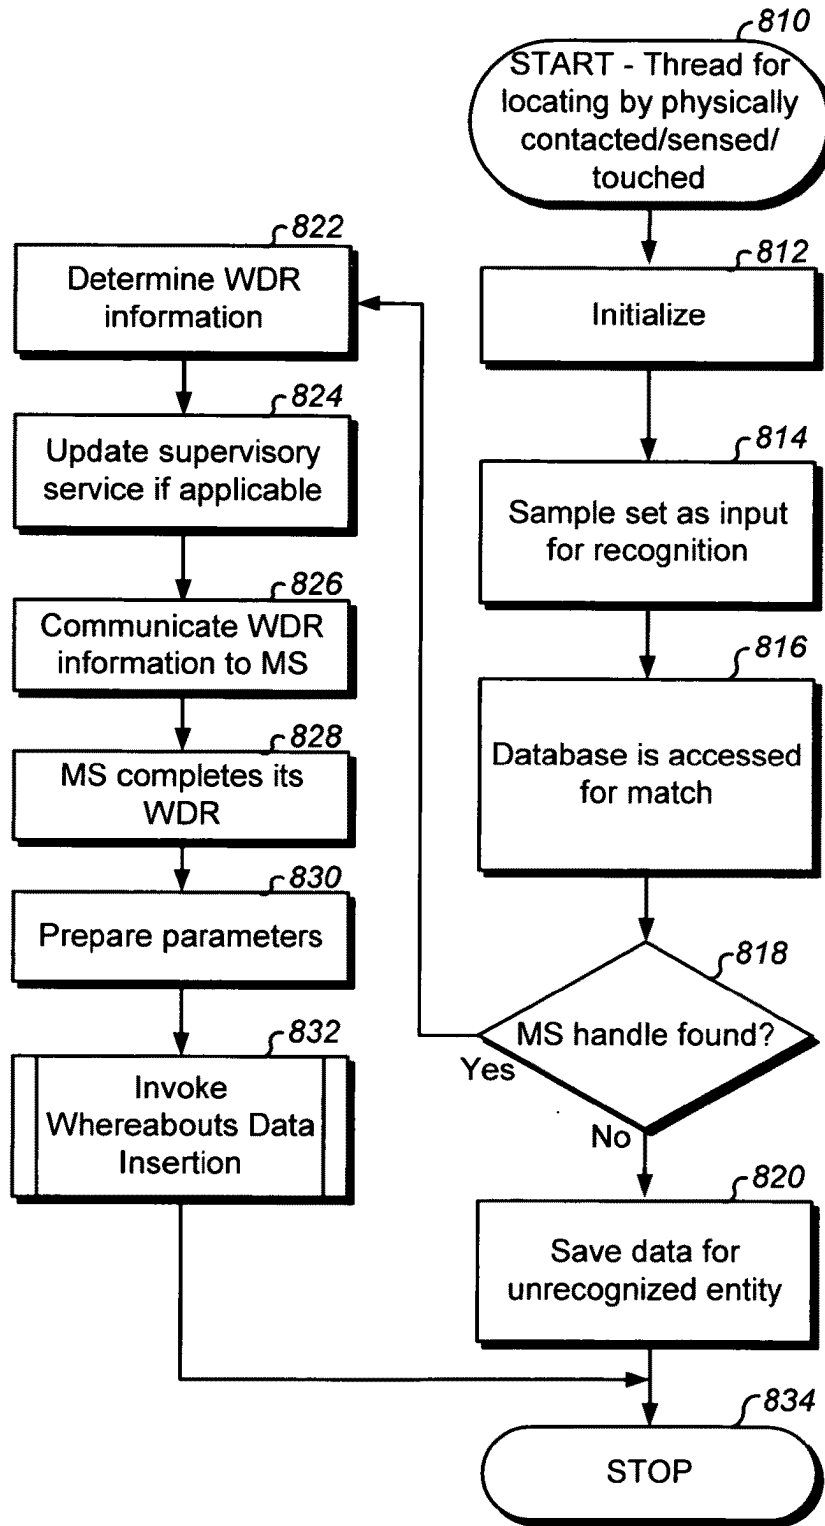 810
START - Thread for
locating by physically
contacted/sensed/
touched
812
Initialize
814
Sample set as input
for recognition
816
Database is accessed
for match
818
MS handle found?
Yes
No
820
Save data for
unrecognized entity
822
Determine WDR
information
824
Update supervisory
service if applicable
826
Communicate WDR
information to MS
828
MS completes its
WDR
830
Prepare parameters
832
Invoke
Whereabouts Data
Insertion
834
STOP